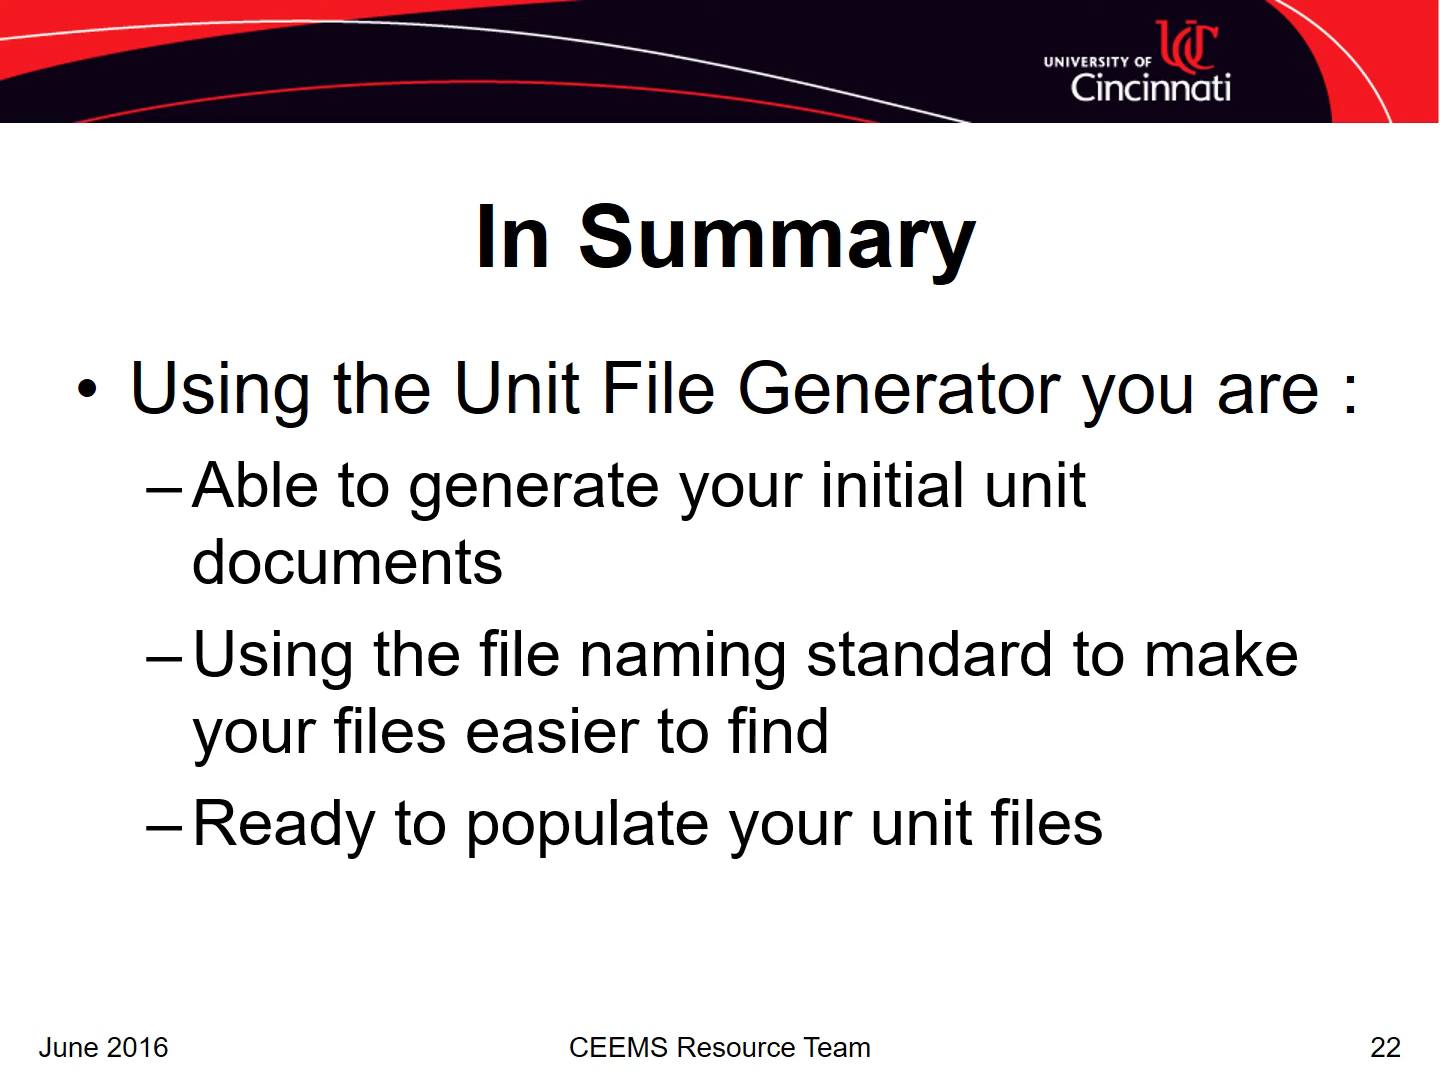 UNIVERSITY OF
Cincinnati
In Summary
• Using the Unit File Generator you are :
–Able to generate your initial unit
documents
–Using the file naming standard to make
your files easier to find
–Ready to populate your unit files
June 2016
CEEMS Resource Team
22